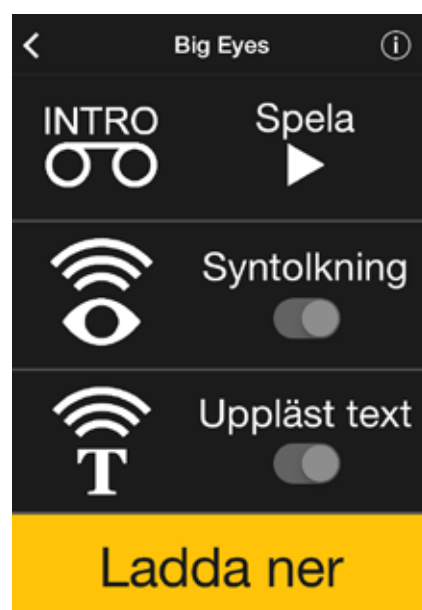 Big Eyes
INTRO
Spela
Syntolkning
T
Uppläst text
Ladda ner